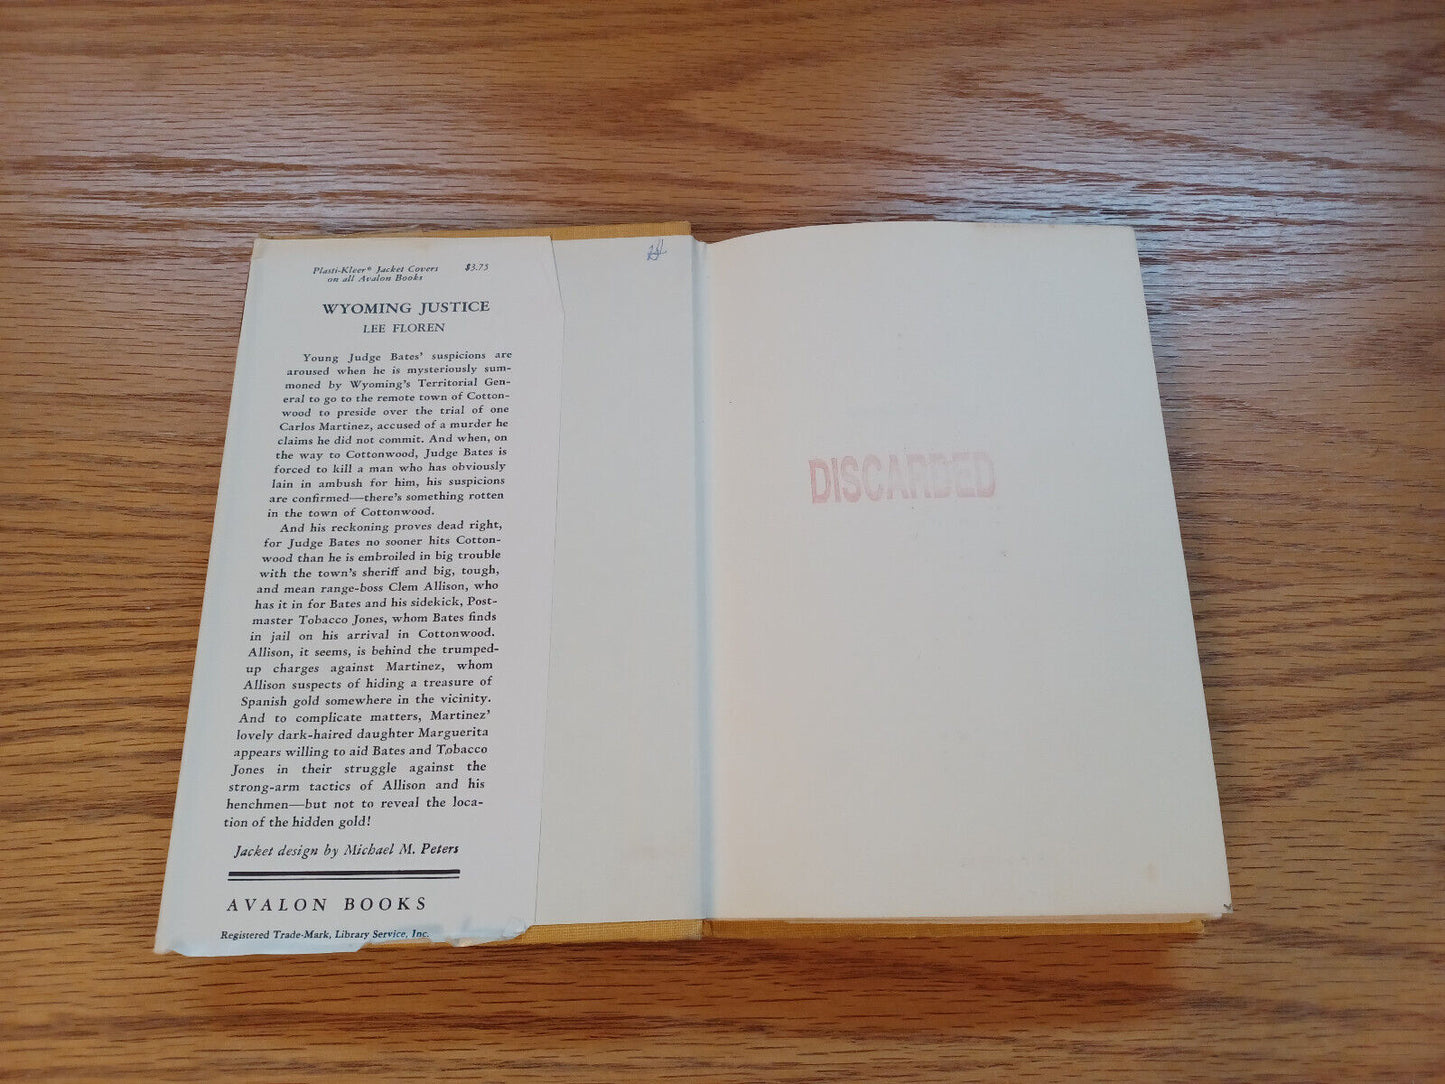 Plasti-Kleer® Jacket Covers $3.75
on all Avalon Books
WYOMING JUSTICE
LEE FLOREN
Young Judge Bates' suspicions are
aroused when he is mysteriously sum-
moned by Wyoming's Territorial Gen-
eral to go to the remote town of Cotton-
wood to preside over the trial of one
Carlos Martinez, accused of a murder he
claims he did not commit. And when, on
the way to Cottonwood, Judge Bates is
forced to kill a man who has obviously
lain in ambush for him, his suspicions
are confirmed—there's something rotten
in the town of Cottonwood.
And his reckoning proves dead right,
for Judge Bates no sooner hits Cotton-
wood than he is embroiled in big trouble
with the town's sheriff and big, tough,
and mean range-boss Clem Allison, who
has it in for Bates and his sidekick, Post-
master Tobacco Jones, whom Bates finds
in jail on his arrival in Cottonwood.
Allison, it seems, is behind the trumped-
up charges against Martinez, whom
Allison suspects of hiding a treasure of
Spanish gold somewhere in the vicinity.
And to complicate matters, Martinez'
lovely dark-haired daughter Marguerita
appears willing to aid Bates and Tobacco
Jones in their struggle against the
strong-arm tactics of Allison and his
henchmen—but not to reveal the loca-
tion of the hidden gold!
Jacket design by Michael M. Peters
AVALON BOOKS
Registered Trade-Mark, Library Service, Inc.
DISCARDED